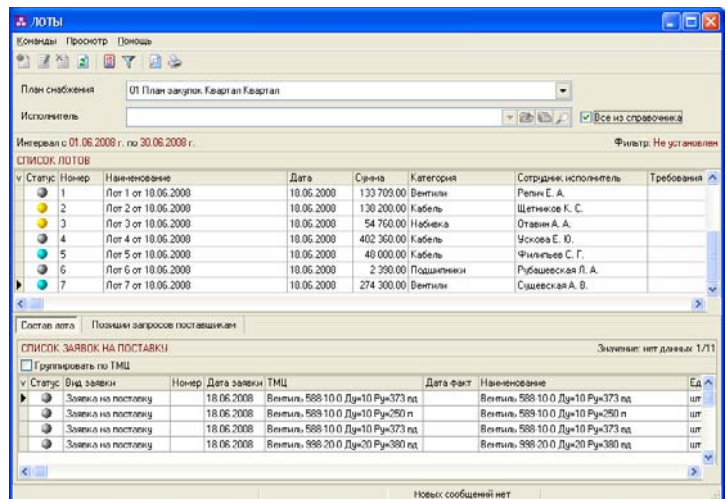 ЛОТЫ
Команды Просмотр Помощь
План снабжения 01 План закупок Квартал Квартал
Исполнитель Все из справочника
Интервал с 01.06.2008 г. по 30.06.2008 г. Фильтр: Не установлен
СПИСОК ЛОТОВ
v Статус Номер Наименование Дата Сумма Категория Сотрудник исполнитель Требования
1 Лот 1 от 18.06.2008 18.06.2008 133 709.00 Вентили Репич Е. А.
2 Лот 2 от 18.06.2008 18.06.2008 138 200.00 Кабель Щетников К. С.
3 Лот 3 от 18.06.2008 18.06.2008 54 760.00 Набивка Отавин А. А.
4 Лот 4 от 18.06.2008 18.06.2008 402 360.00 Кабель Ускова Е. Ю.
5 Лот 5 от 18.06.2008 18.06.2008 48 000.00 Кабель Филипьев С. Г.
6 Лот 6 от 18.06.2008 18.06.2008 2 390.00 Подшипники Рубашевская Л. А.
7 Лот 7 от 18.06.2008 18.06.2008 274 300.00 Вентили Сущевская А. В.
Состав лота Позиции запросов поставщикам
СПИСОК ЗАЯВОК НА ПОСТАВКУ Значение: нет данных 1/11
Группировать по ТМЦ
v Статус Вид заявки Номер Дата заявки ТМЦ Дата факт Наименование Ед
Заявка на поставку 18.06.2008 Вентиль 588-10-0 Ду=10 Ру=373 пд Вентиль 588-10-0 Ду=10 Ру=373 пд шт
Заявка на поставку 18.06.2008 Вентиль 589-10-0 Ду=10 Ру=250 п Вентиль 589-10-0 Ду=10 Ру=250 п шт
Заявка на поставку 18.06.2008 Вентиль 588-10-0 Ду=10 Ру=373 пд Вентиль 588-10-0 Ду=10 Ру=373 пд шт
Заявка на поставку 18.06.2008 Вентиль 998-20-0 Ду=20 Ру=380 пд Вентиль 998-20-0 Ду=20 Ру=380 пд шт
Новых сообщений нет